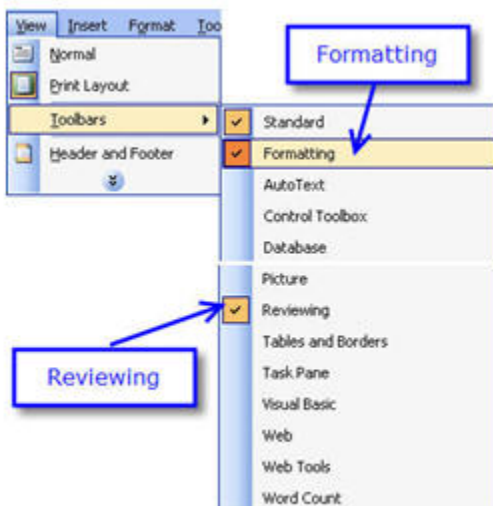 View Insert Format Too
Formatting
Normal
Print Layout
Toolbars
Header and Footer
Standard
Formatting
AutoText
Control Toolbox
Database
Picture
Reviewing
Tables and Borders
Task Pane
Visual Basic
Web
Web Tools
Word Count
Reviewing